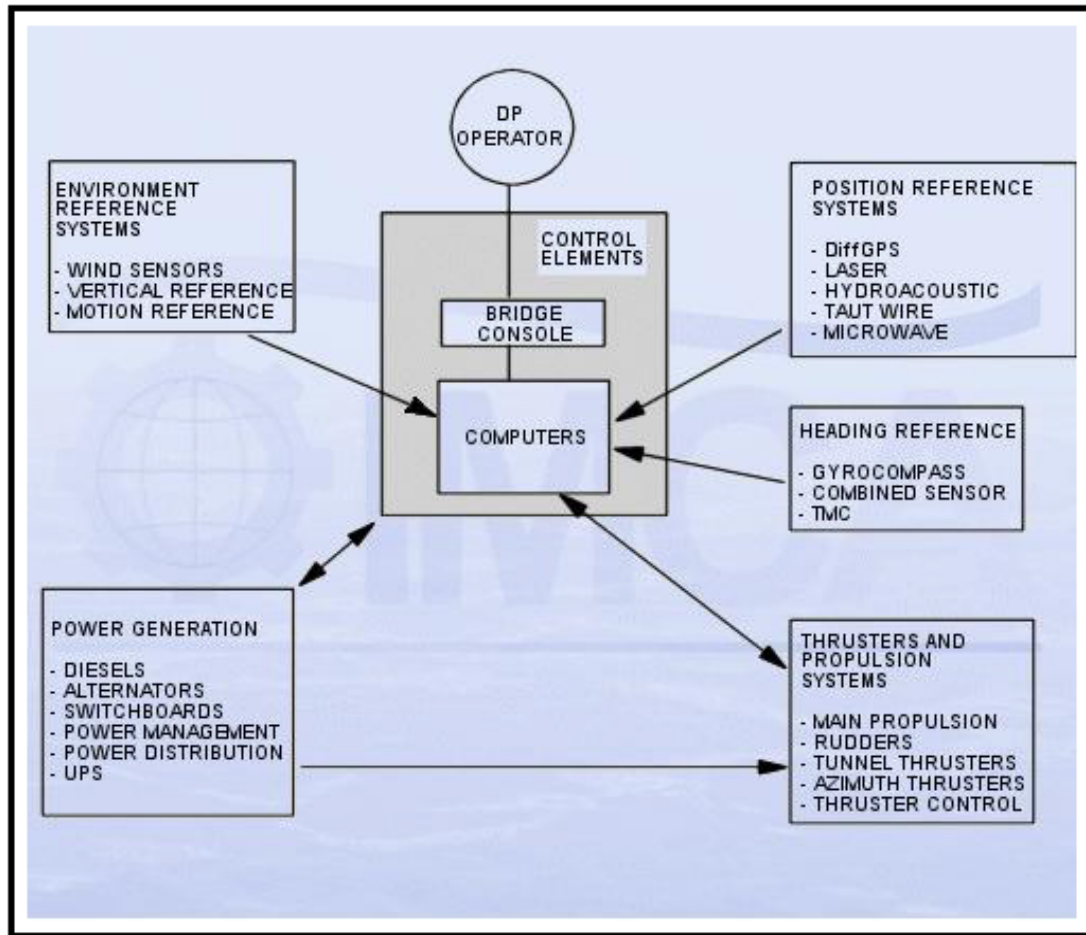 DP
OPERATOR
ENVIRONMENT
REFERENCE
SYSTEMS
- WIND SENSORS
- VERTICAL REFERENCE
- MOTION REFERENCE
CONTROL
ELEMENTS
BRIDGE
CONSOLE
COMPUTERS
POSITION REFERENCE
SYSTEMS
- DiffGPS
- LASER
- HYDROACOUSTIC
- TAUT WIRE
- MICROWAVE
HEADING REFERENCE
- GYROCOMPASS
- COMBINED SENSOR
- TMC
POWER GENERATION
- DIESELS
- ALTERNATORS
- SWITCHBOARDS
- POWER MANAGEMENT
- POWER DISTRIBUTION
- UPS
THRUSTERS AND
PROPULSION
SYSTEMS
- MAIN PROPULSION
- RUDDERS
- TUNNEL THRUSTERS
- AZIMUTH THRUSTERS
- THRUSTER CONTROL
IMCA